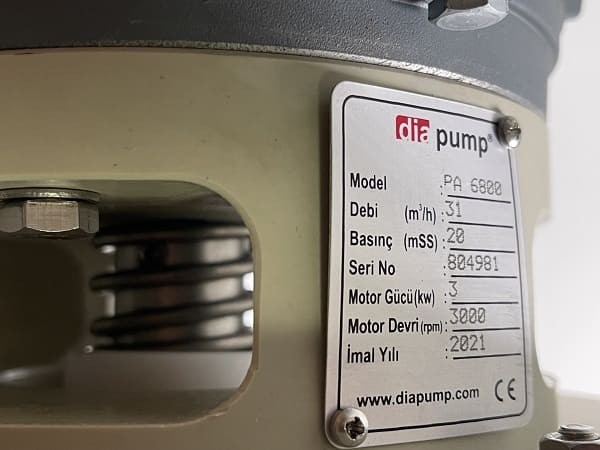 dia pump®
Model : PA 6800
Debi (m³/h) : 31
Basınç (mSS) : 20
Seri No : 804981
Motor Gücü(kw) : 3
Motor Devri (rpm) : 3000
İmal Yılı : 2021
www.diapump.com CE